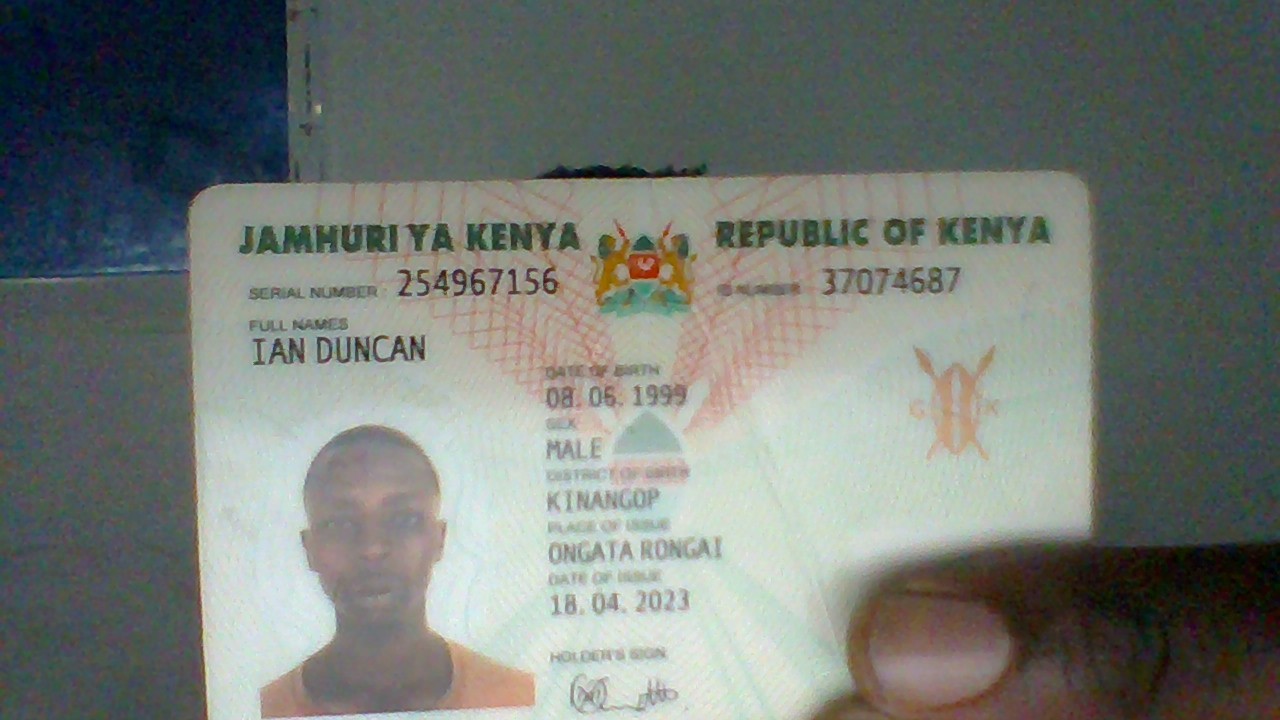 JAMHURI YA KENYA REPUBLIC OF KENYA
SERIAL NUMBER: 254967156 ID NUMBER: 37074687
FULL NAMES
IAN DUNCAN
DATE OF BIRTH
08. 06. 1999
SEX
MALE
DISTRICT OF BIRTH
KINANGOP
PLACE OF ISSUE
ONGATA RONGAI
DATE OF ISSUE
18. 04. 2023
HOLDER'S SIGN.